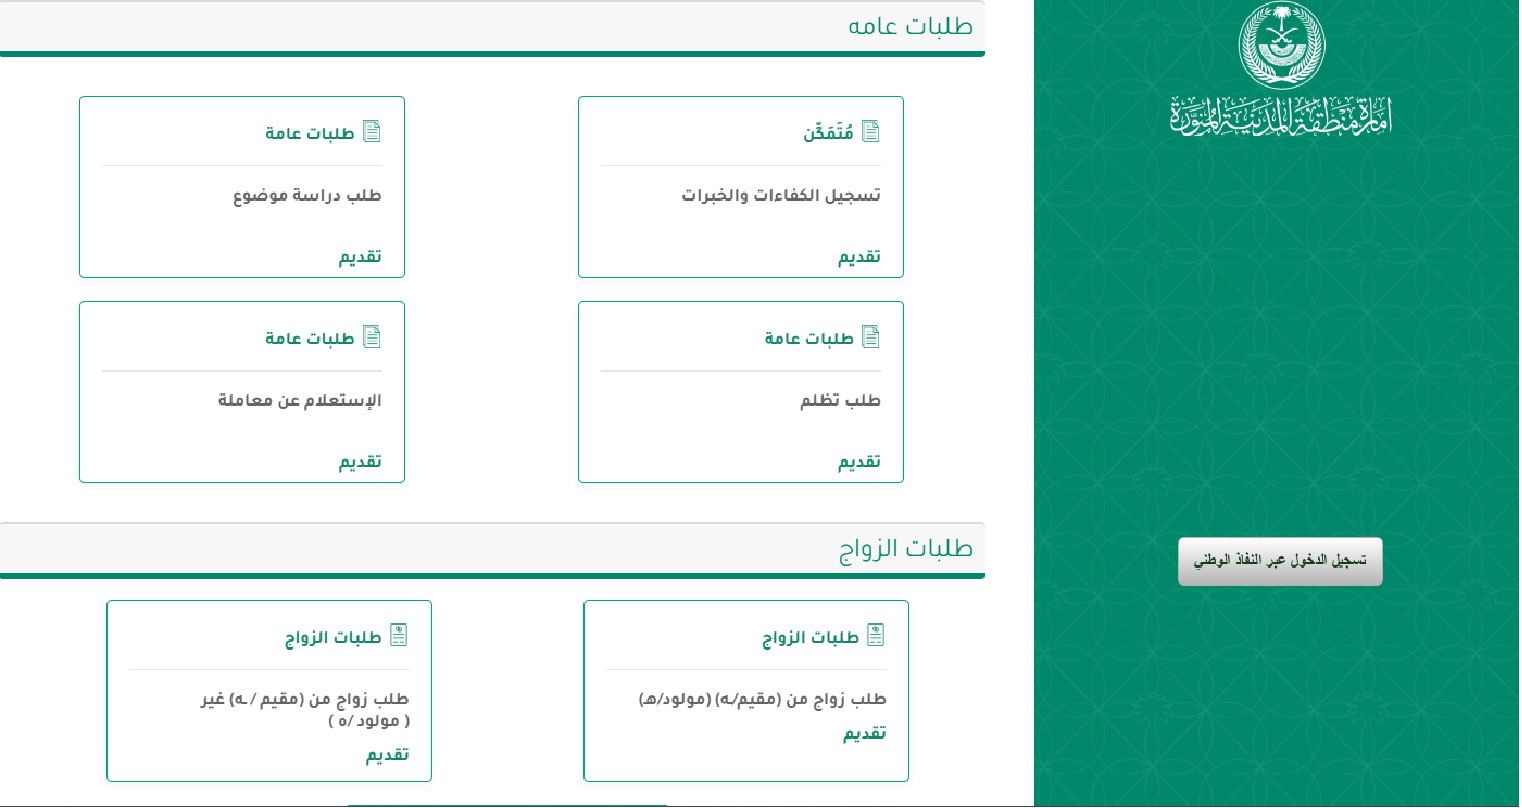 امارة منطقة المدينة المنورة
تسجيل الدخول عبر النفاذ الوطني
طلبات عامه
مُتَمَكّن
تسجيل الكفاءات والخبرات
تقديم
طلبات عامة
طلب دراسة موضوع
تقديم
طلبات عامة
طلب تظلم
تقديم
طلبات عامة
الإستعلام عن معاملة
تقديم
طلبات الزواج
طلبات الزواج
طلب زواج من (مقيم/ـه) (مولود/هـ)
تقديم
طلبات الزواج
طلب زواج من (مقيم / ـه) غير
( مولود /ه )
تقديم